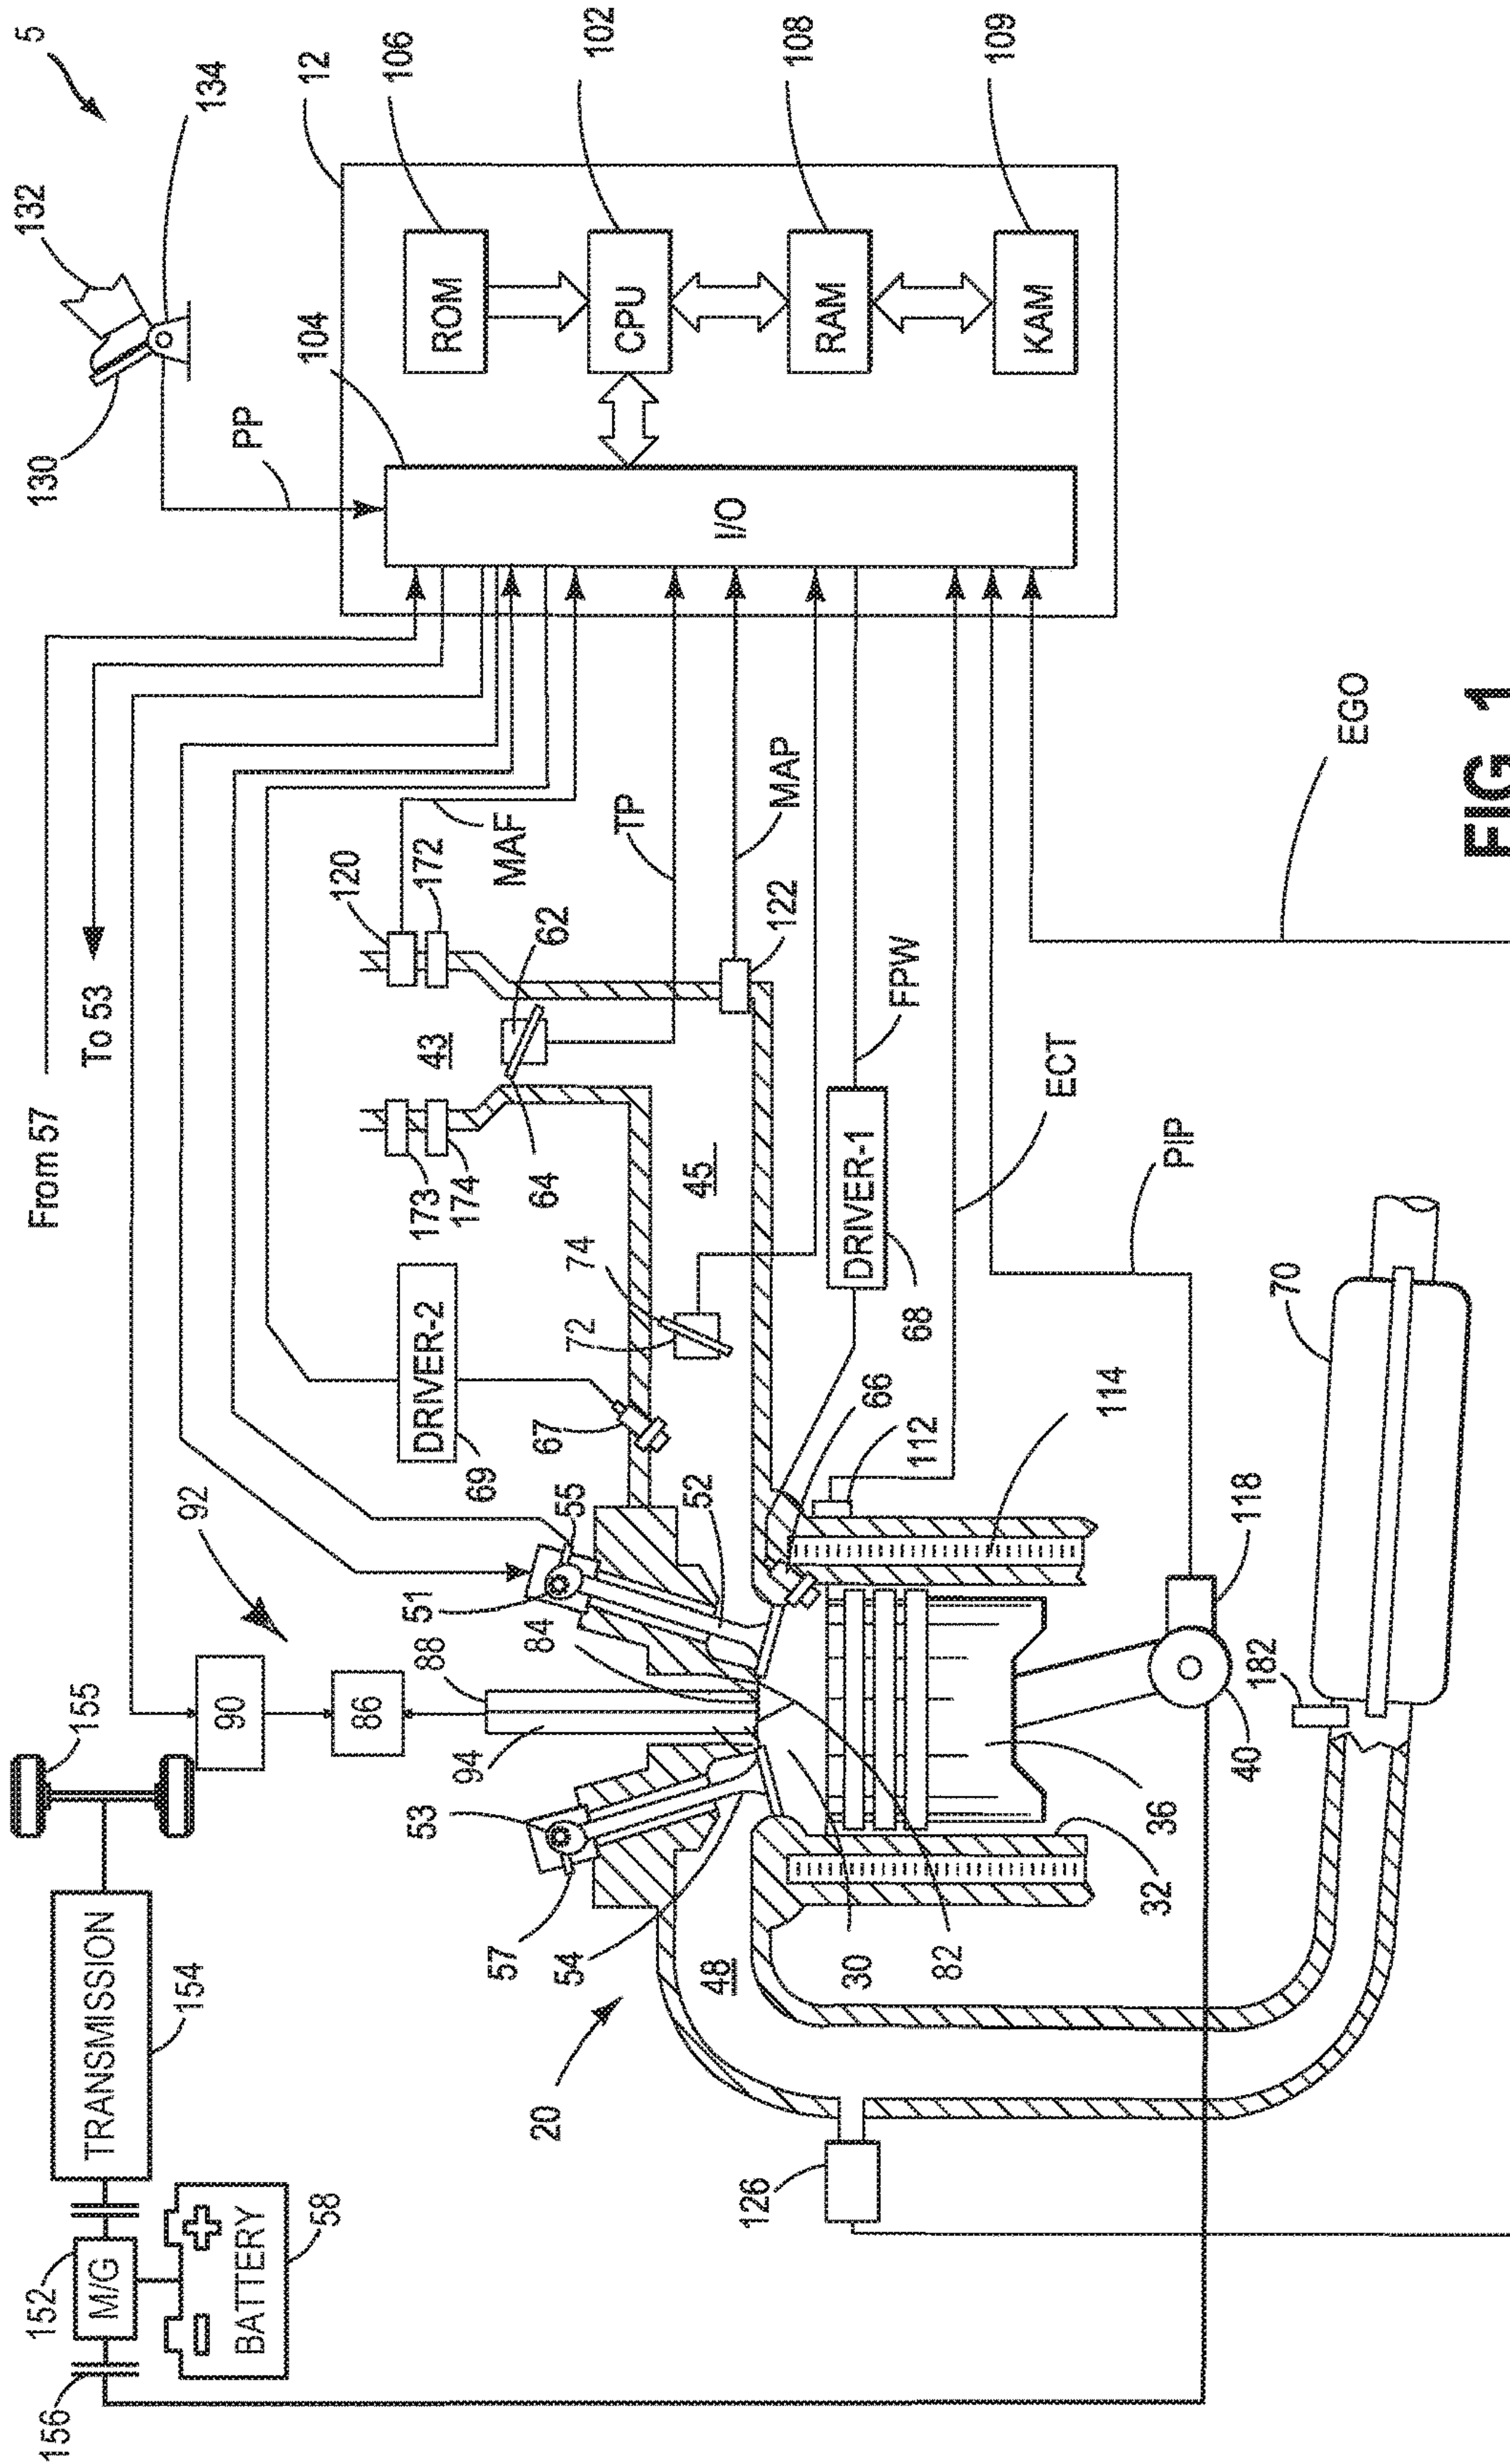 5
12
106
102
108
109
132
134
130
104
PP
ROM
CPU
RAM
KAM
I/O
From 57
To 53
MAF
TP
MAP
FPW
ECT
PIP
EGO
120
172
62
43
173
174
64
122
45
74
72
DRIVER-1
68
DRIVER-2
69
67
66
112
114
118
70
92
155
90
86
88
94
84
51
55
52
53
57
54
48
30
82
32
36
40
182
20
126
TRANSMISSION
154
152
M/G
BATTERY
58
156
FIG. 1